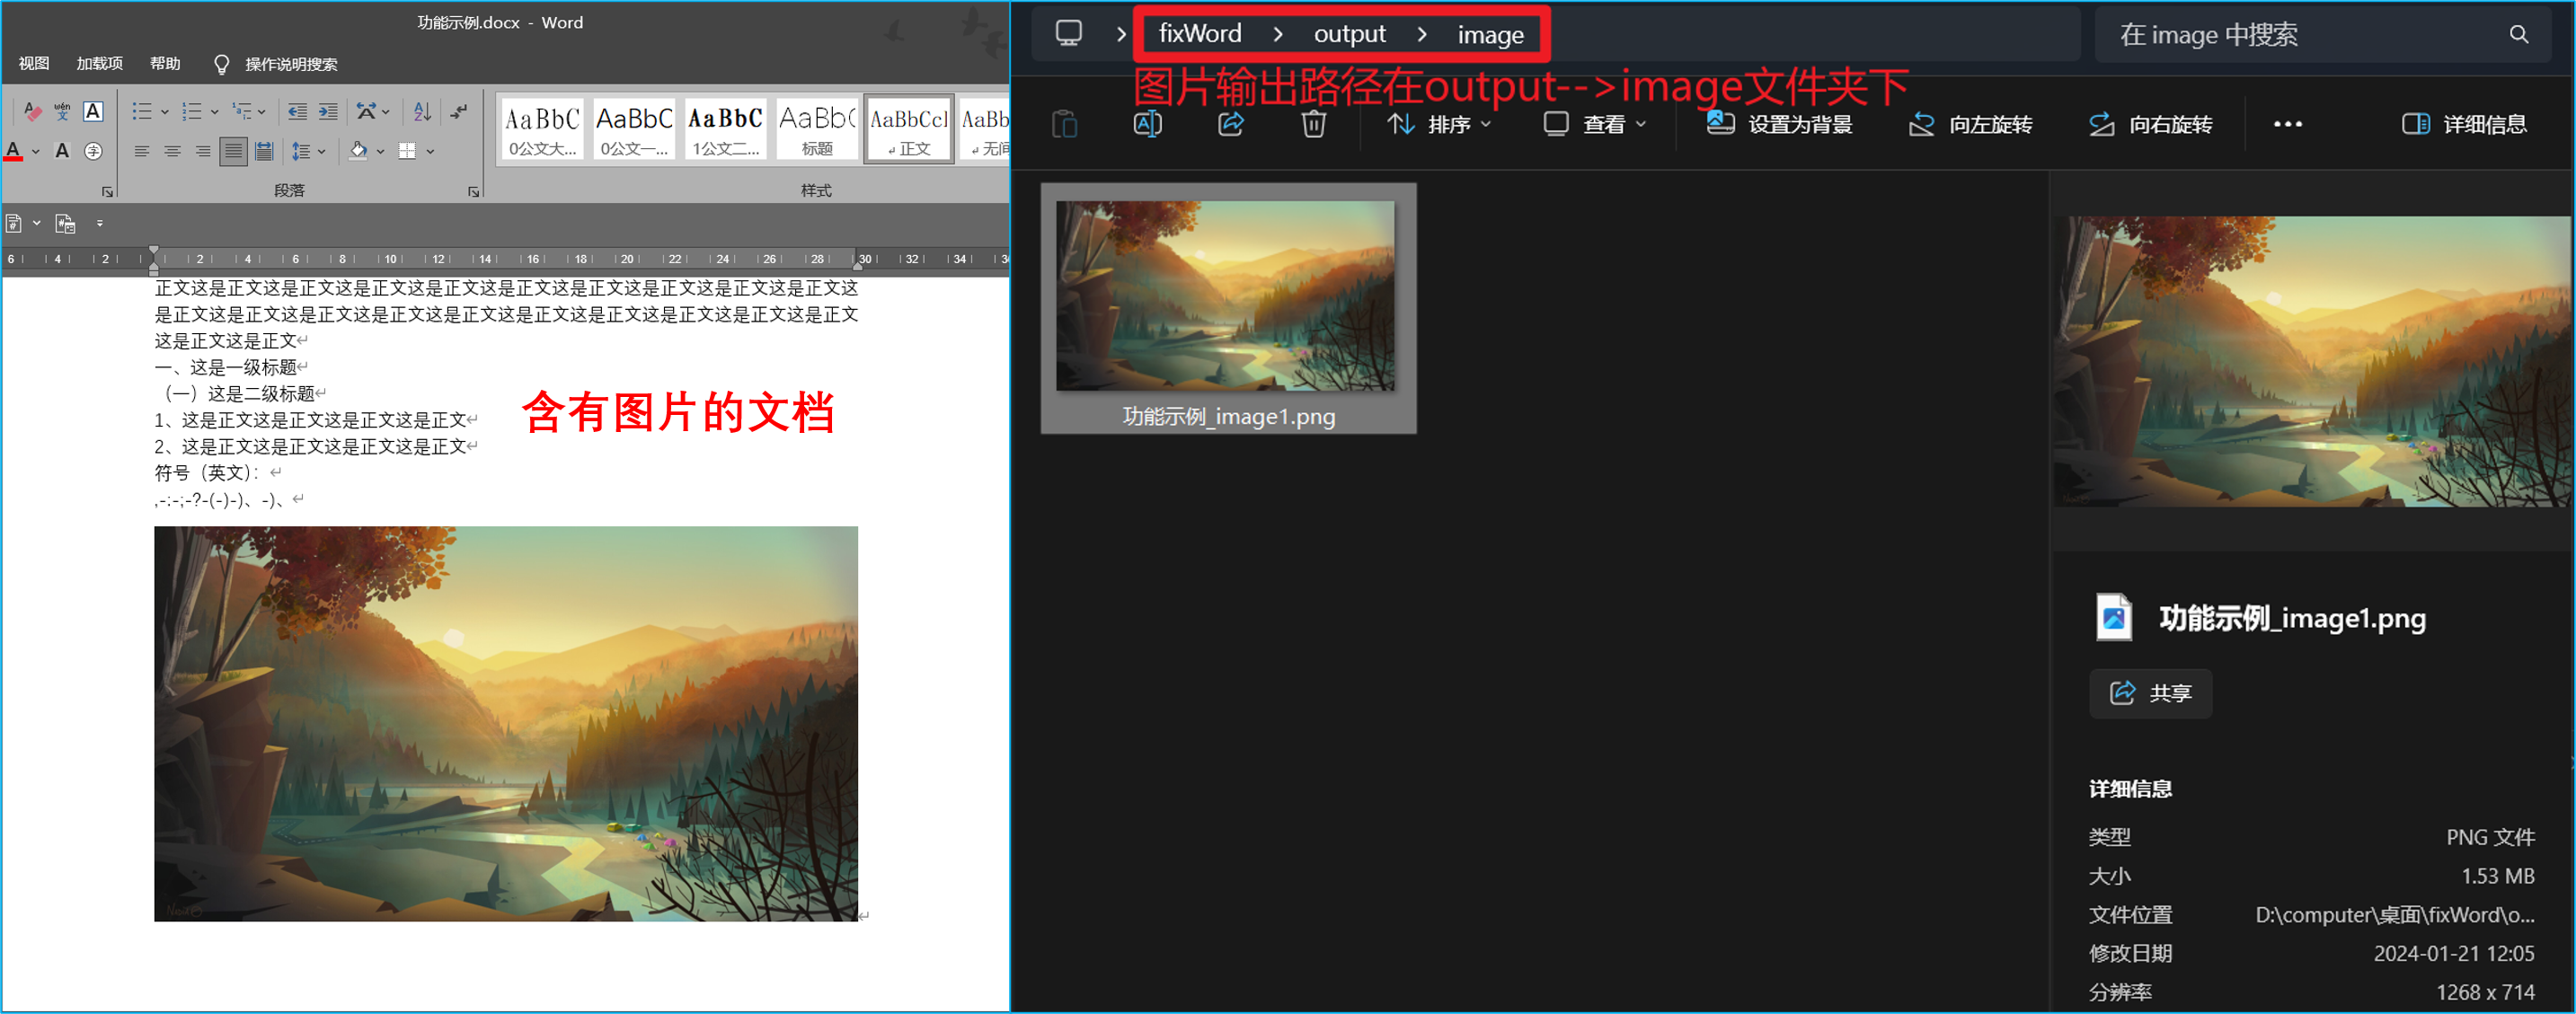 功能示例.docx - Word
视图 加载项 帮助 操作说明搜索
wén
文
A
A A 字
段落
AaBbC AaBbC AaBbC AaBbC AaBbCcI AaBb
0公文大... 0公文一... 1公文二... 标题 ↲正文 ↲无间
样式
6 4 2 2 4 6 8 10 12 14 16 18 20 22 24 26 28 30 32 34
正文这是正文这是正文这是正文这是正文这是正文这是正文这是正文这是正文这是正文这
是正文这是正文这是正文这是正文这是正文这是正文这是正文这是正文这是正文这是正文
这是正文这是正文↵
一、这是一级标题↵
（一）这是二级标题↵
1、这是正文这是正文这是正文这是正文↵
2、这是正文这是正文这是正文这是正文↵
符号（英文）：↵
,-:-;-?-(-)-)、-)、↵
含有图片的文档
fixWord > output > image
在 image 中搜索
图片输出路径在output-->image文件夹下
排序 查看 设置为背景 向左旋转 向右旋转 ... 详细信息
功能示例_image1.png
功能示例_image1.png
共享
详细信息
类型 PNG 文件
大小 1.53 MB
文件位置 D:\computer\桌面\fixWord\o...
修改日期 2024-01-21 12:05
分辨率 1268 x 714